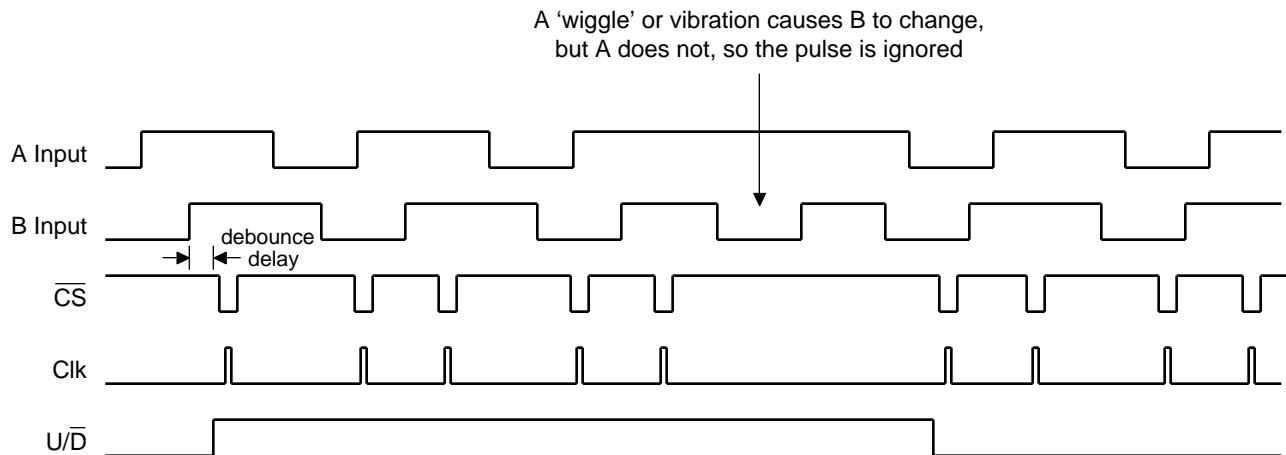 A ‘wiggle’ or vibration causes B to change,
but A does not, so the pulse is ignored
A Input
B Input
debounce
delay
C̅S̅
Clk
U/D̅